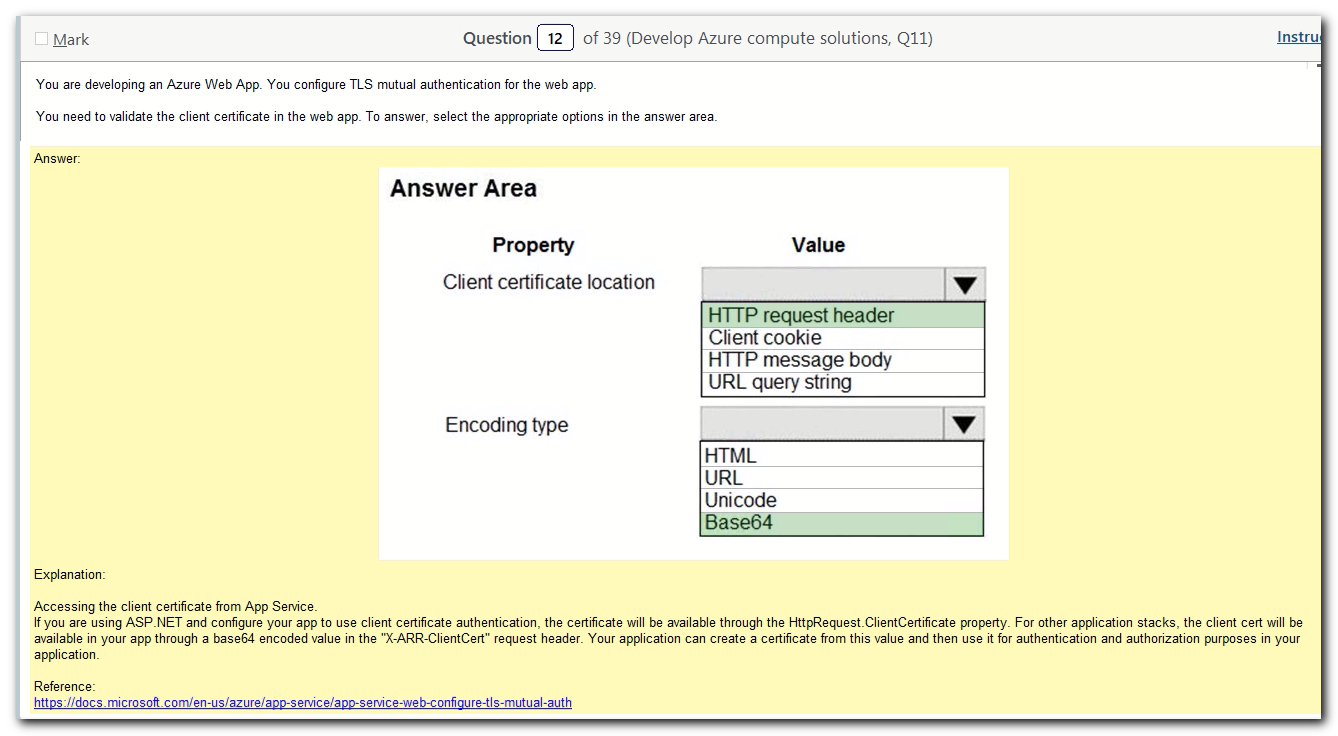 Mark
Question 12 of 39 (Develop Azure compute solutions, Q11)
Instru
You are developing an Azure Web App. You configure TLS mutual authentication for the web app.
You need to validate the client certificate in the web app. To answer, select the appropriate options in the answer area.
Answer:
Answer Area
Property Value
Client certificate location
HTTP request header
Client cookie
HTTP message body
URL query string
Encoding type
HTML
URL
Unicode
Base64
Explanation:
Accessing the client certificate from App Service.
If you are using ASP.NET and configure your app to use client certificate authentication, the certificate will be available through the HttpRequest.ClientCertificate property. For other application stacks, the client cert will be
available in your app through a base64 encoded value in the "X-ARR-ClientCert" request header. Your application can create a certificate from this value and then use it for authentication and authorization purposes in your
application.
Reference:
https://docs.microsoft.com/en-us/azure/app-service/app-service-web-configure-tls-mutual-auth